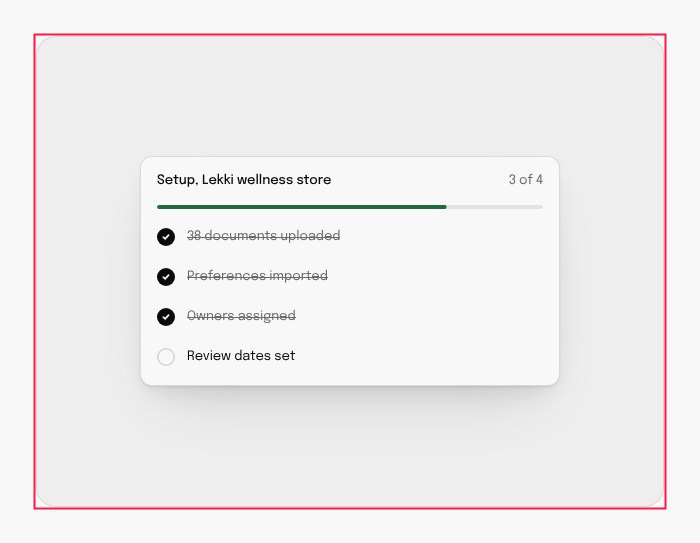 Setup, Lekki wellness store
3 of 4
38 documents uploaded
Preferences imported
Owners assigned
Review dates set